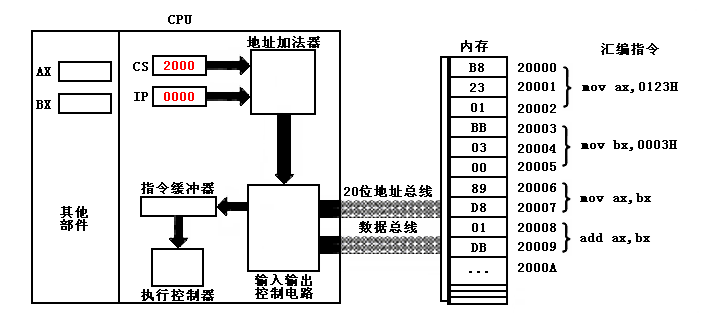 CPU
地址加法器
内存
汇编指令
AX
BX
CS 2000
IP 0000
B8 20000
23 20001
01 20002
mov ax,0123H
BB 20003
03 20004
00 20005
mov bx,0003H
89 20006
D8 20007
mov ax,bx
01 20008
DB 20009
add ax,bx
... 2000A
指令缓冲器
20位地址总线
数据总线
其他
部件
执行控制器
输入输出
控制电路